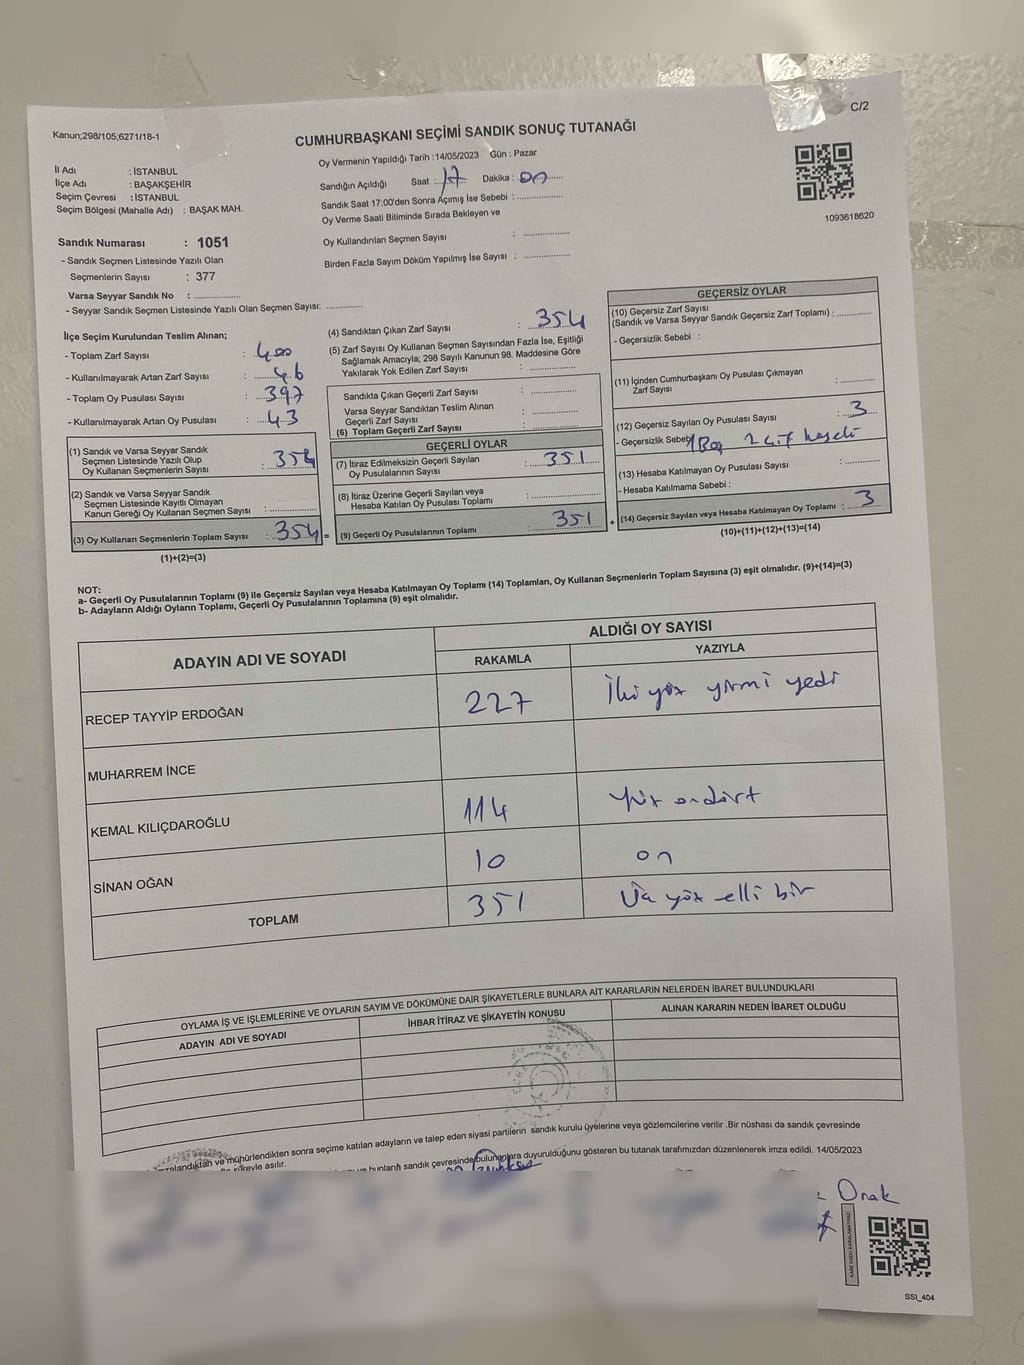 Kanun;298/105;6271/18-1
C/2
CUMHURBAŞKANI SEÇİMİ SANDIK SONUÇ TUTANAĞI
Oy Vermenin Yapıldığı Tarih : 14/05/2023 Gün : Pazar
İl Adı : İSTANBUL
İlçe Adı : BAŞAKŞEHİR
Seçim Çevresi : İSTANBUL
Seçim Bölgesi (Mahalle Adı) : BAŞAK MAH.
Sandığın Açıldığı Saat : 17 Dakika : 00
Sandık Saat 17:00'den Sonra Açımış İse Sebebi :
Oy Verme Saati Bitiminde Sırada Bekleyen ve
Oy Kullandırılan Seçmen Sayısı :
Birden Fazla Sayım Döküm Yapılmış İse Sayısı :
1093618620
Sandık Numarası : 1051
- Sandık Seçmen Listesinde Yazılı Olan
Seçmenlerin Sayısı : 377
Varsa Seyyar Sandık No :
- Seyyar Sandık Seçmen Listesinde Yazılı Olan Seçmen Sayısı:
İlçe Seçim Kurulundan Teslim Alınan;
- Toplam Zarf Sayısı : 400
- Kullanılmayarak Artan Zarf Sayısı : 46
- Toplam Oy Pusulası Sayısı : 397
- Kullanılmayarak Artan Oy Pusulası : 43
(1) Sandık ve Varsa Seyyar Sandık
Seçmen Listesinde Yazılı Olup
Oy Kullanan Seçmenlerin Sayısı : 354
(2) Sandık ve Varsa Seyyar Sandık
Seçmen Listesinde Kayıtlı Olmayan
Kanun Gereği Oy Kullanan Seçmen Sayısı :
(3) Oy Kullanan Seçmenlerin Toplam Sayısı : 354 =
(1)+(2)=(3)
(4) Sandıktan Çıkan Zarf Sayısı : 354
(5) Zarf Sayısı Oy Kullanan Seçmen Sayısından Fazla İse, Eşitliği
Sağlamak Amacıyla; 298 Sayılı Kanunun 98. Maddesine Göre
Yakılarak Yok Edilen Zarf Sayısı :
Sandıkta Çıkan Geçerli Zarf Sayısı :
Varsa Seyyar Sandıktan Teslim Alınan
Geçerli Zarf Sayısı :
(6) Toplam Geçerli Zarf Sayısı :
GEÇERLİ OYLAR
(7) İtiraz Edilmeksizin Geçerli Sayılan
Oy Pusulalarının Sayısı : 351
(8) İtiraz Üzerine Geçerli Sayılan veya
Hesaba Katılan Oy Pusulası Toplamı :
(9) Geçerli Oy Pusulalarının Toplamı : 351 +
GEÇERSİZ OYLAR
(10) Geçersiz Zarf Sayısı
(Sandık ve Varsa Seyyar Sandık Geçersiz Zarf Toplamı) :
- Geçersizlik Sebebi :
(11) İçinden Cumhurbaşkanı Oy Pusulası Çıkmayan
Zarf Sayısı :
(12) Geçersiz Sayılan Oy Pusulası Sayısı : 3
- Geçersizlik Sebebi 1 Boş 2 çift kaşeli
(13) Hesaba Katılmayan Oy Pusulası Sayısı :
- Hesaba Katılmama Sebebi :
(14) Geçersiz Sayılan veya Hesaba Katılmayan Oy Toplamı : 3
(10)+(11)+(12)+(13)=(14)
NOT:
a- Geçerli Oy Pusulalarının Toplamı (9) ile Geçersiz Sayılan veya Hesaba Katılmayan Oy Toplamı (14) Toplamları, Oy Kullanan Seçmenlerin Toplam Sayısına (3) eşit olmalıdır. (9)+(14)=(3)
b- Adayların Aldığı Oyların Toplamı, Geçerli Oy Pusulalarının Toplamına (9) eşit olmalıdır.
ADAYIN ADI VE SOYADI
ALDIĞI OY SAYISI
RAKAMLA YAZIYLA
RECEP TAYYİP ERDOĞAN 227 İki yüz yirmi yedi
MUHARREM İNCE
KEMAL KILIÇDAROĞLU 114 Yüz ondört
SİNAN OĞAN 10 on
TOPLAM 351 Üç yüz elli bir
OYLAMA İŞ VE İŞLEMLERİNE VE OYLARIN SAYIM VE DÖKÜMÜNE DAİR ŞİKAYETLERLE BUNLARA AİT KARARLARIN NELERDEN İBARET BULUNDUKLARI
ADAYIN ADI VE SOYADI İHBAR İTİRAZ VE ŞİKAYETİN KONUSU ALINAN KARARIN NEDEN İBARET OLDUĞU
mühürlendikten sonra seçime katılan adayların ve talep eden siyasi partilerin sandık kurulu üyelerine veya gözlemcilerine verilir .Bir nüshası da sandık çevresinde
asılır. bunların sandık çevresinde bulunanlara duyurulduğunu gösteren bu tutanak tarafımızdan düzenlenerek imza edildi. 14/05/2023
Orak
KARE KODU KARALAMAYINIZ!
SSI_404